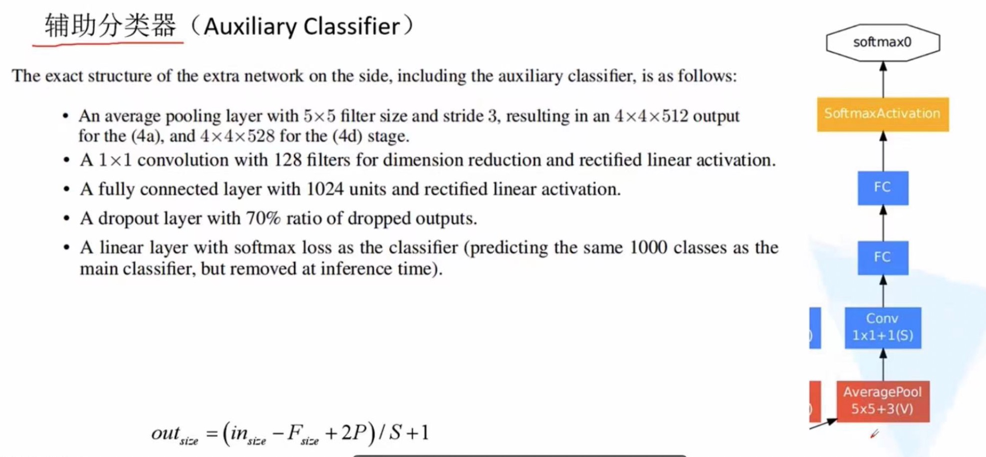 辅助分类器（Auxiliary Classifier）
The exact structure of the extra network on the side, including the auxiliary classifier, is as follows:
• An average pooling layer with 5×5 filter size and stride 3, resulting in an 4×4×512 output
for the (4a), and 4×4×528 for the (4d) stage.
• A 1×1 convolution with 128 filters for dimension reduction and rectified linear activation.
• A fully connected layer with 1024 units and rectified linear activation.
• A dropout layer with 70% ratio of dropped outputs.
• A linear layer with softmax loss as the classifier (predicting the same 1000 classes as the
main classifier, but removed at inference time).
out_size = (in_size − F_size + 2P) / S + 1
softmax0
SoftmaxActivation
FC
FC
Conv
1x1+1(S)
AveragePool
5x5+3(V)